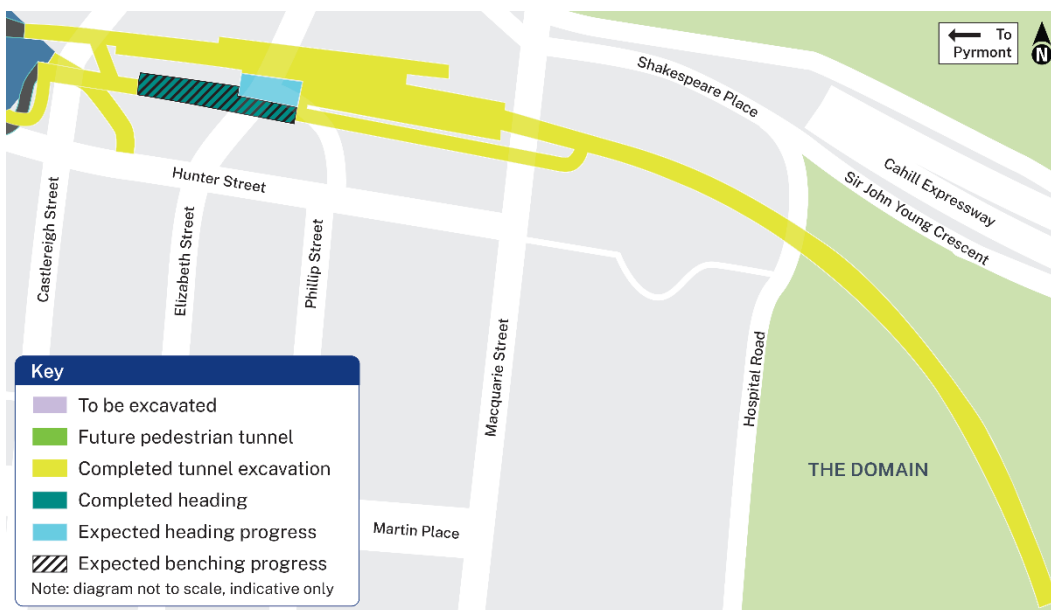 To
Pyrmont
N
Shakespeare Place
Cahill Expressway
Sir John Young Crescent
Hunter Street
Castlereigh Street
Elizabeth Street
Phillip Street
Macquarie Street
Hospital Road
THE DOMAIN
Martin Place
Key
To be excavated
Future pedestrian tunnel
Completed tunnel excavation
Completed heading
Expected heading progress
Expected benching progress
Note: diagram not to scale, indicative only